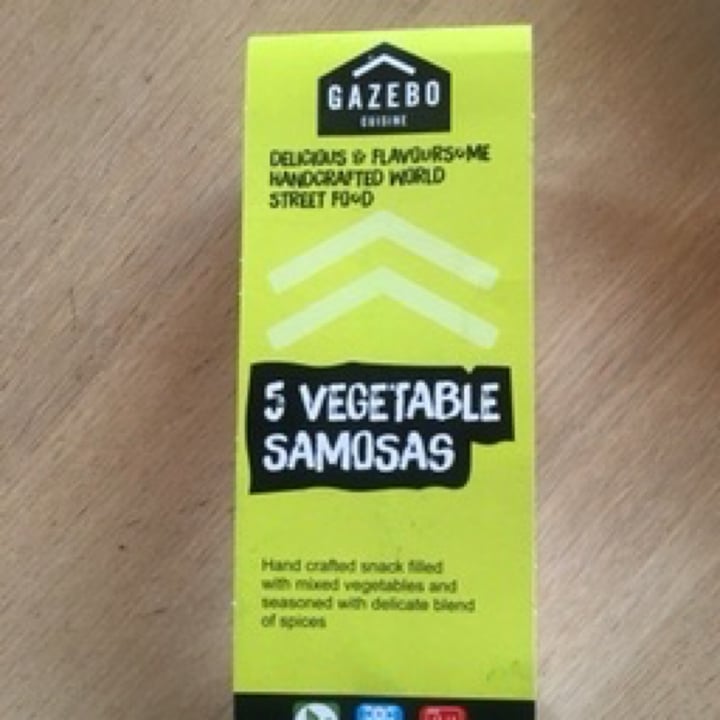 GAZEBO
CUISINE
DELICIOUS & FLAVOURSOME
HANDCRAFTED WORLD
STREET FOOD
5 VEGETABLE
SAMOSAS
Hand crafted snack filled
with mixed vegetables and
seasoned with delicate blend
of spices